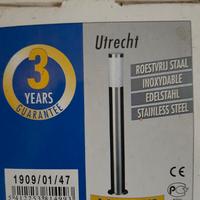 Utrecht
3
YEARS
GUARANTEE
ROESTVRIJ STAAL
INOXYDABLE
EDELSTAHL
STAINLESS STEEL
CE
1909/01/47